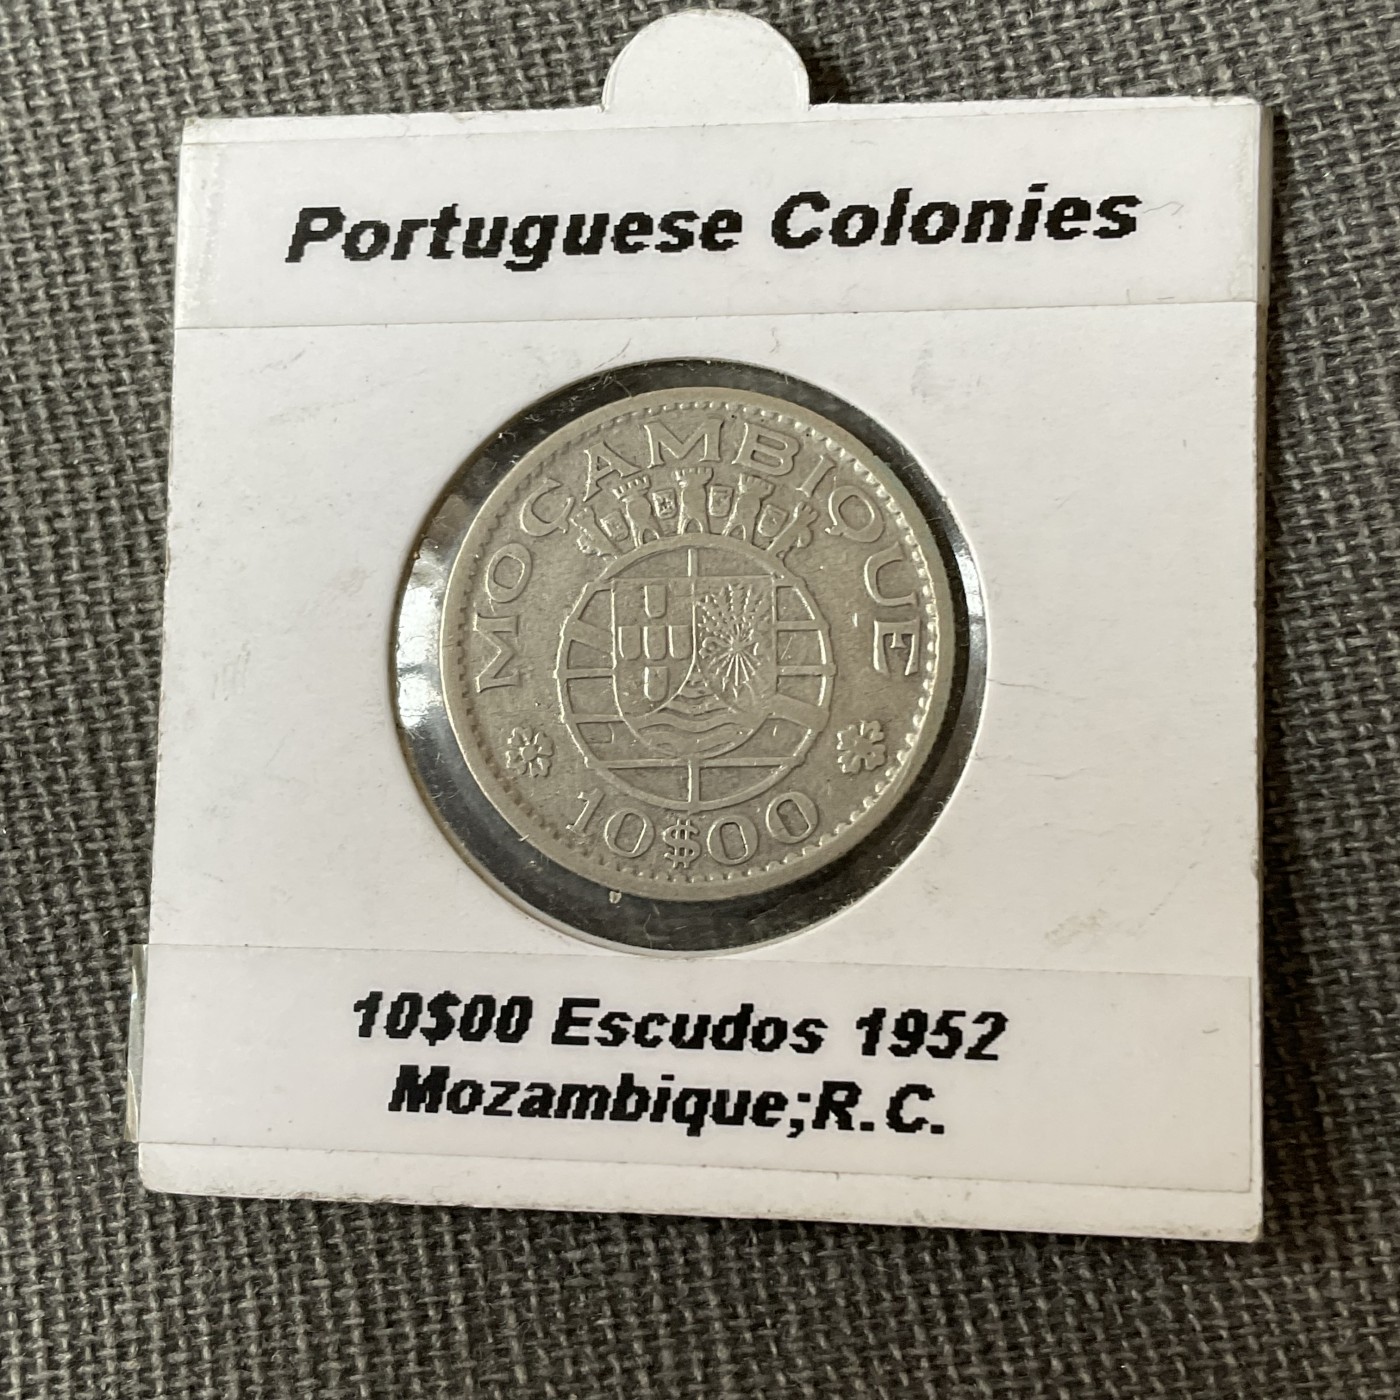 Portuguese Colonies
MOÇAMBIQUE
10$00
10$00 Escudos 1952
Mozambique;R.C.